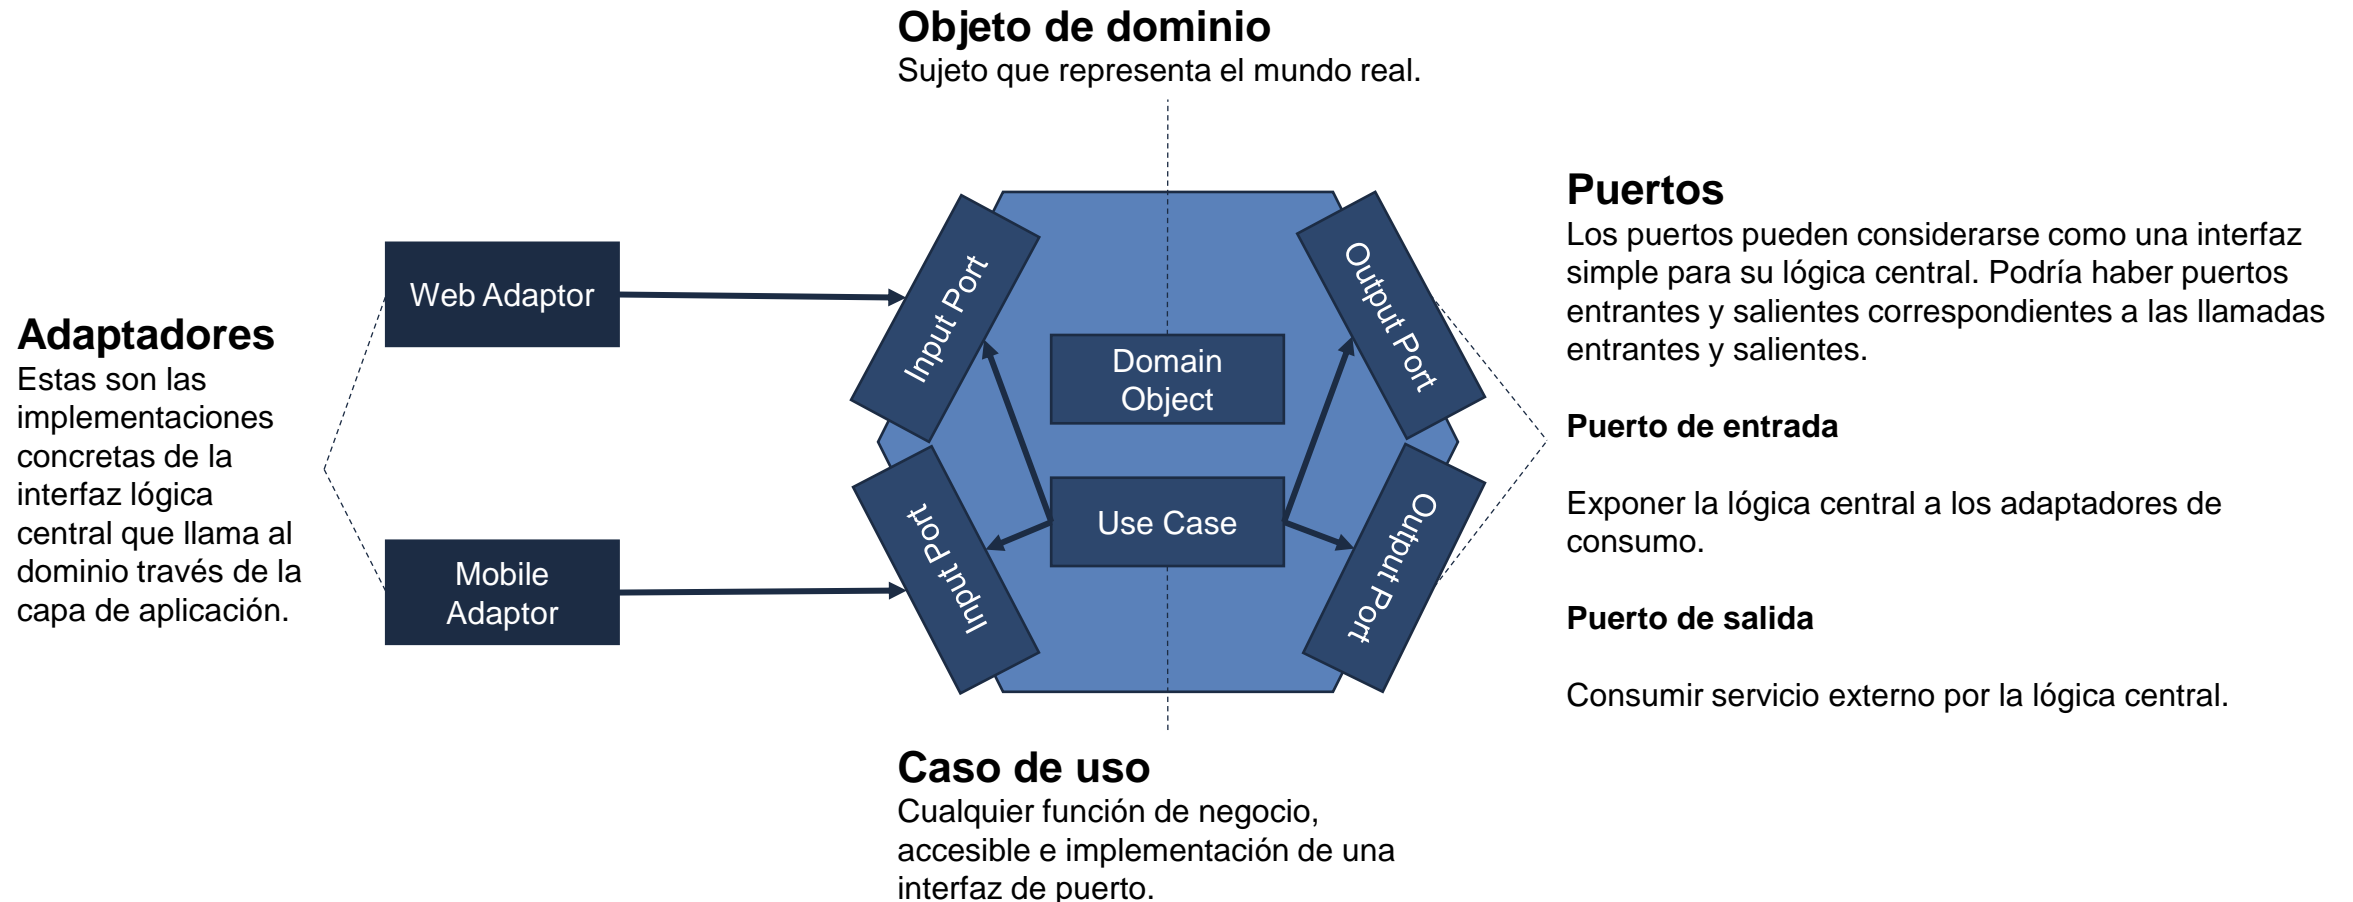 Objeto de dominio
Sujeto que representa el mundo real.
Adaptadores
Estas son las
implementaciones
concretas de la
interfaz lógica
central que llama al
dominio través de la
capa de aplicación.
Web Adaptor
Mobile
Adaptor
Input Port
Input Port
Domain
Object
Use Case
Output Port
Output Port
Puertos
Los puertos pueden considerarse como una interfaz
simple para su lógica central. Podría haber puertos
entrantes y salientes correspondientes a las llamadas
entrantes y salientes.
Puerto de entrada
Exponer la lógica central a los adaptadores de
consumo.
Puerto de salida
Consumir servicio externo por la lógica central.
Caso de uso
Cualquier función de negocio,
accesible e implementación de una
interfaz de puerto.